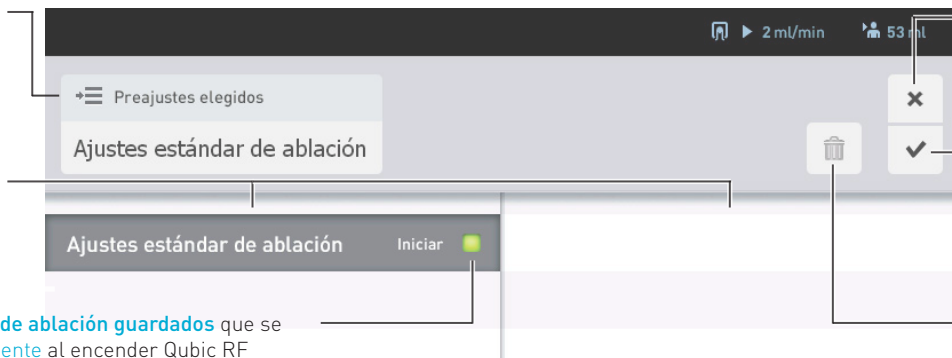 2 ml/min 53 ml
Preajustes elegidos
Ajustes estándar de ablación
Ajustes estándar de ablación Iniciar
de ablación guardados que se
ente al encender Qubic RF